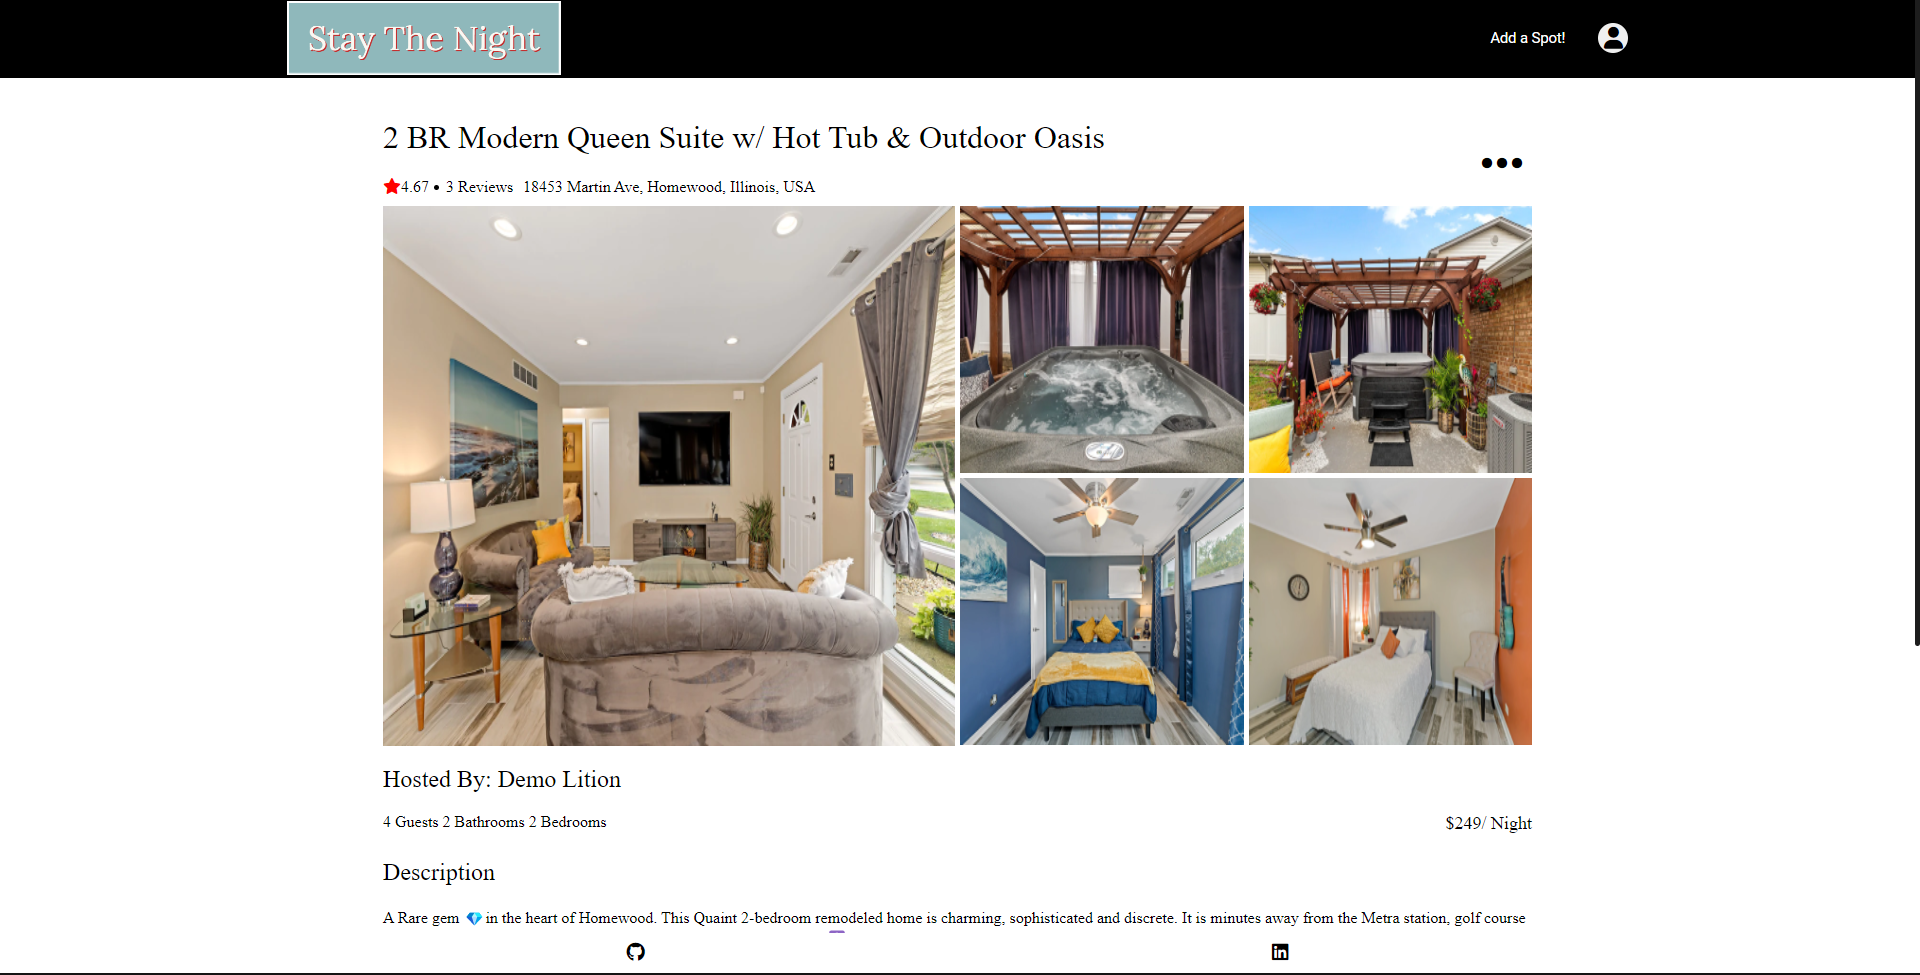 Stay The Night
Add a Spot!
2 BR Modern Queen Suite w/ Hot Tub & Outdoor Oasis
4.67 • 3 Reviews 18453 Martin Ave, Homewood, Illinois, USA
Hosted By: Demo Lition
4 Guests 2 Bathrooms 2 Bedrooms
$249/ Night
Description
A Rare gem 💎 in the heart of Homewood. This Quaint 2-bedroom remodeled home is charming, sophisticated and discrete. It is minutes away from the Metra station, golf course